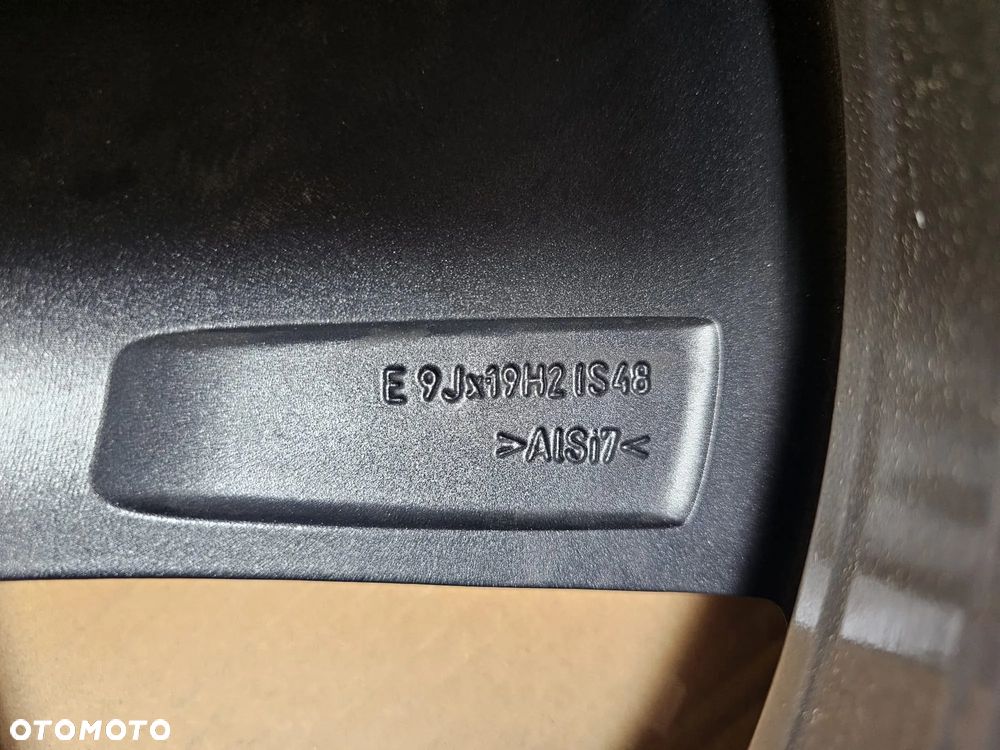 E 9Jx19H2 IS48
>AlSi7<
OTOMOTO